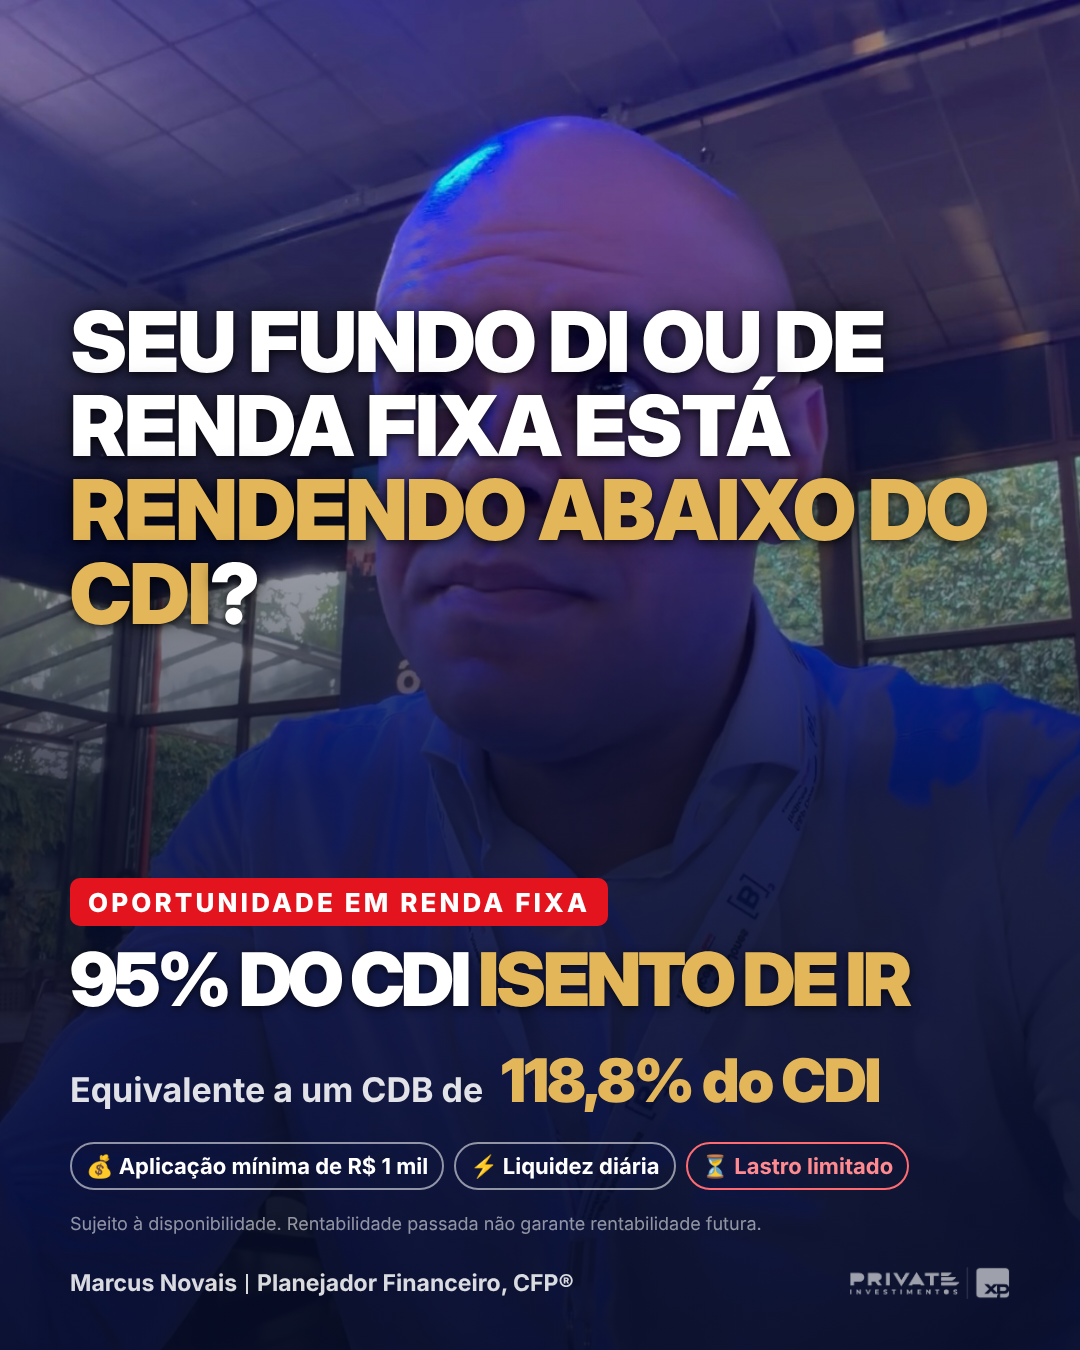 SEU FUNDO DI OU DE
RENDA FIXA ESTÁ
RENDENDO ABAIXO DO
CDI?
OPORTUNIDADE EM RENDA FIXA
95% DO CDI ISENTO DE IR
Equivalente a um CDB de 118,8% do CDI
💰 Aplicação mínima de R$ 1 mil
⚡ Liquidez diária
⏳ Lastro limitado
Sujeito à disponibilidade. Rentabilidade passada não garante rentabilidade futura.
Marcus Novais | Planejador Financeiro, CFP®
PRIVATE
INVESTIMENTOS
XP
[B]
ô